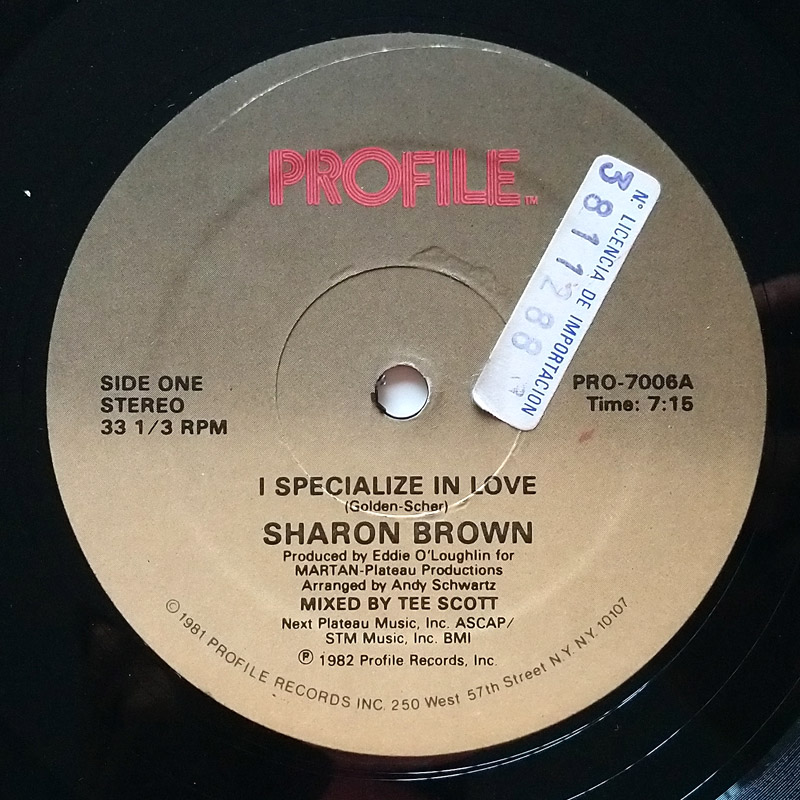 PROFILE™
Nº LICENCIA DE IMPORTACION
3811288
SIDE ONE
STEREO
33 1/3 RPM
PRO-7006A
Time: 7:15
I SPECIALIZE IN LOVE
(Golden-Scher)
SHARON BROWN
Produced by Eddie O'Loughlin for
MARTAN-Plateau Productions
Arranged by Andy Schwartz
MIXED BY TEE SCOTT
Next Plateau Music, Inc. ASCAP/
STM Music, Inc. BMI
℗ 1982 Profile Records, Inc.
©1981 PROFILE RECORDS INC. 250 West 57th Street N.Y. N.Y. 10107